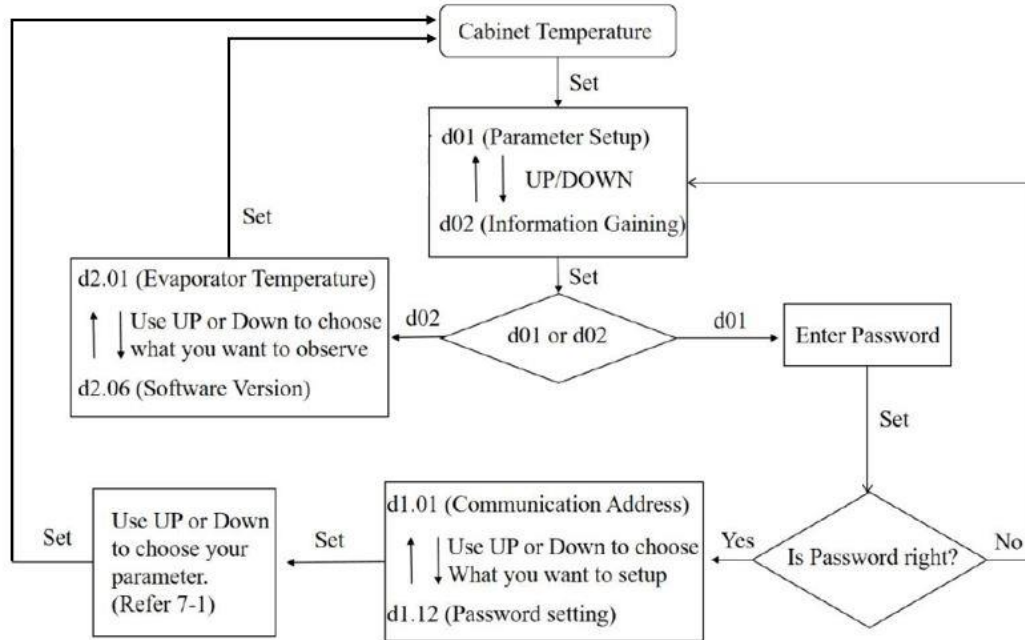 Cabinet Temperature
Set
d01 (Parameter Setup)
UP/DOWN
d02 (Information Gaining)
Set
Set
d2.01 (Evaporator Temperature)
Use UP or Down to choose
what you want to observe
d2.06 (Software Version)
d02
d01 or d02
d01
Enter Password
Set
Is Password right?
No
Yes
d1.01 (Communication Address)
Use UP or Down to choose
What you want to setup
d1.12 (Password setting)
Set
Use UP or Down
to choose your
parameter.
(Refer 7-1)
Set